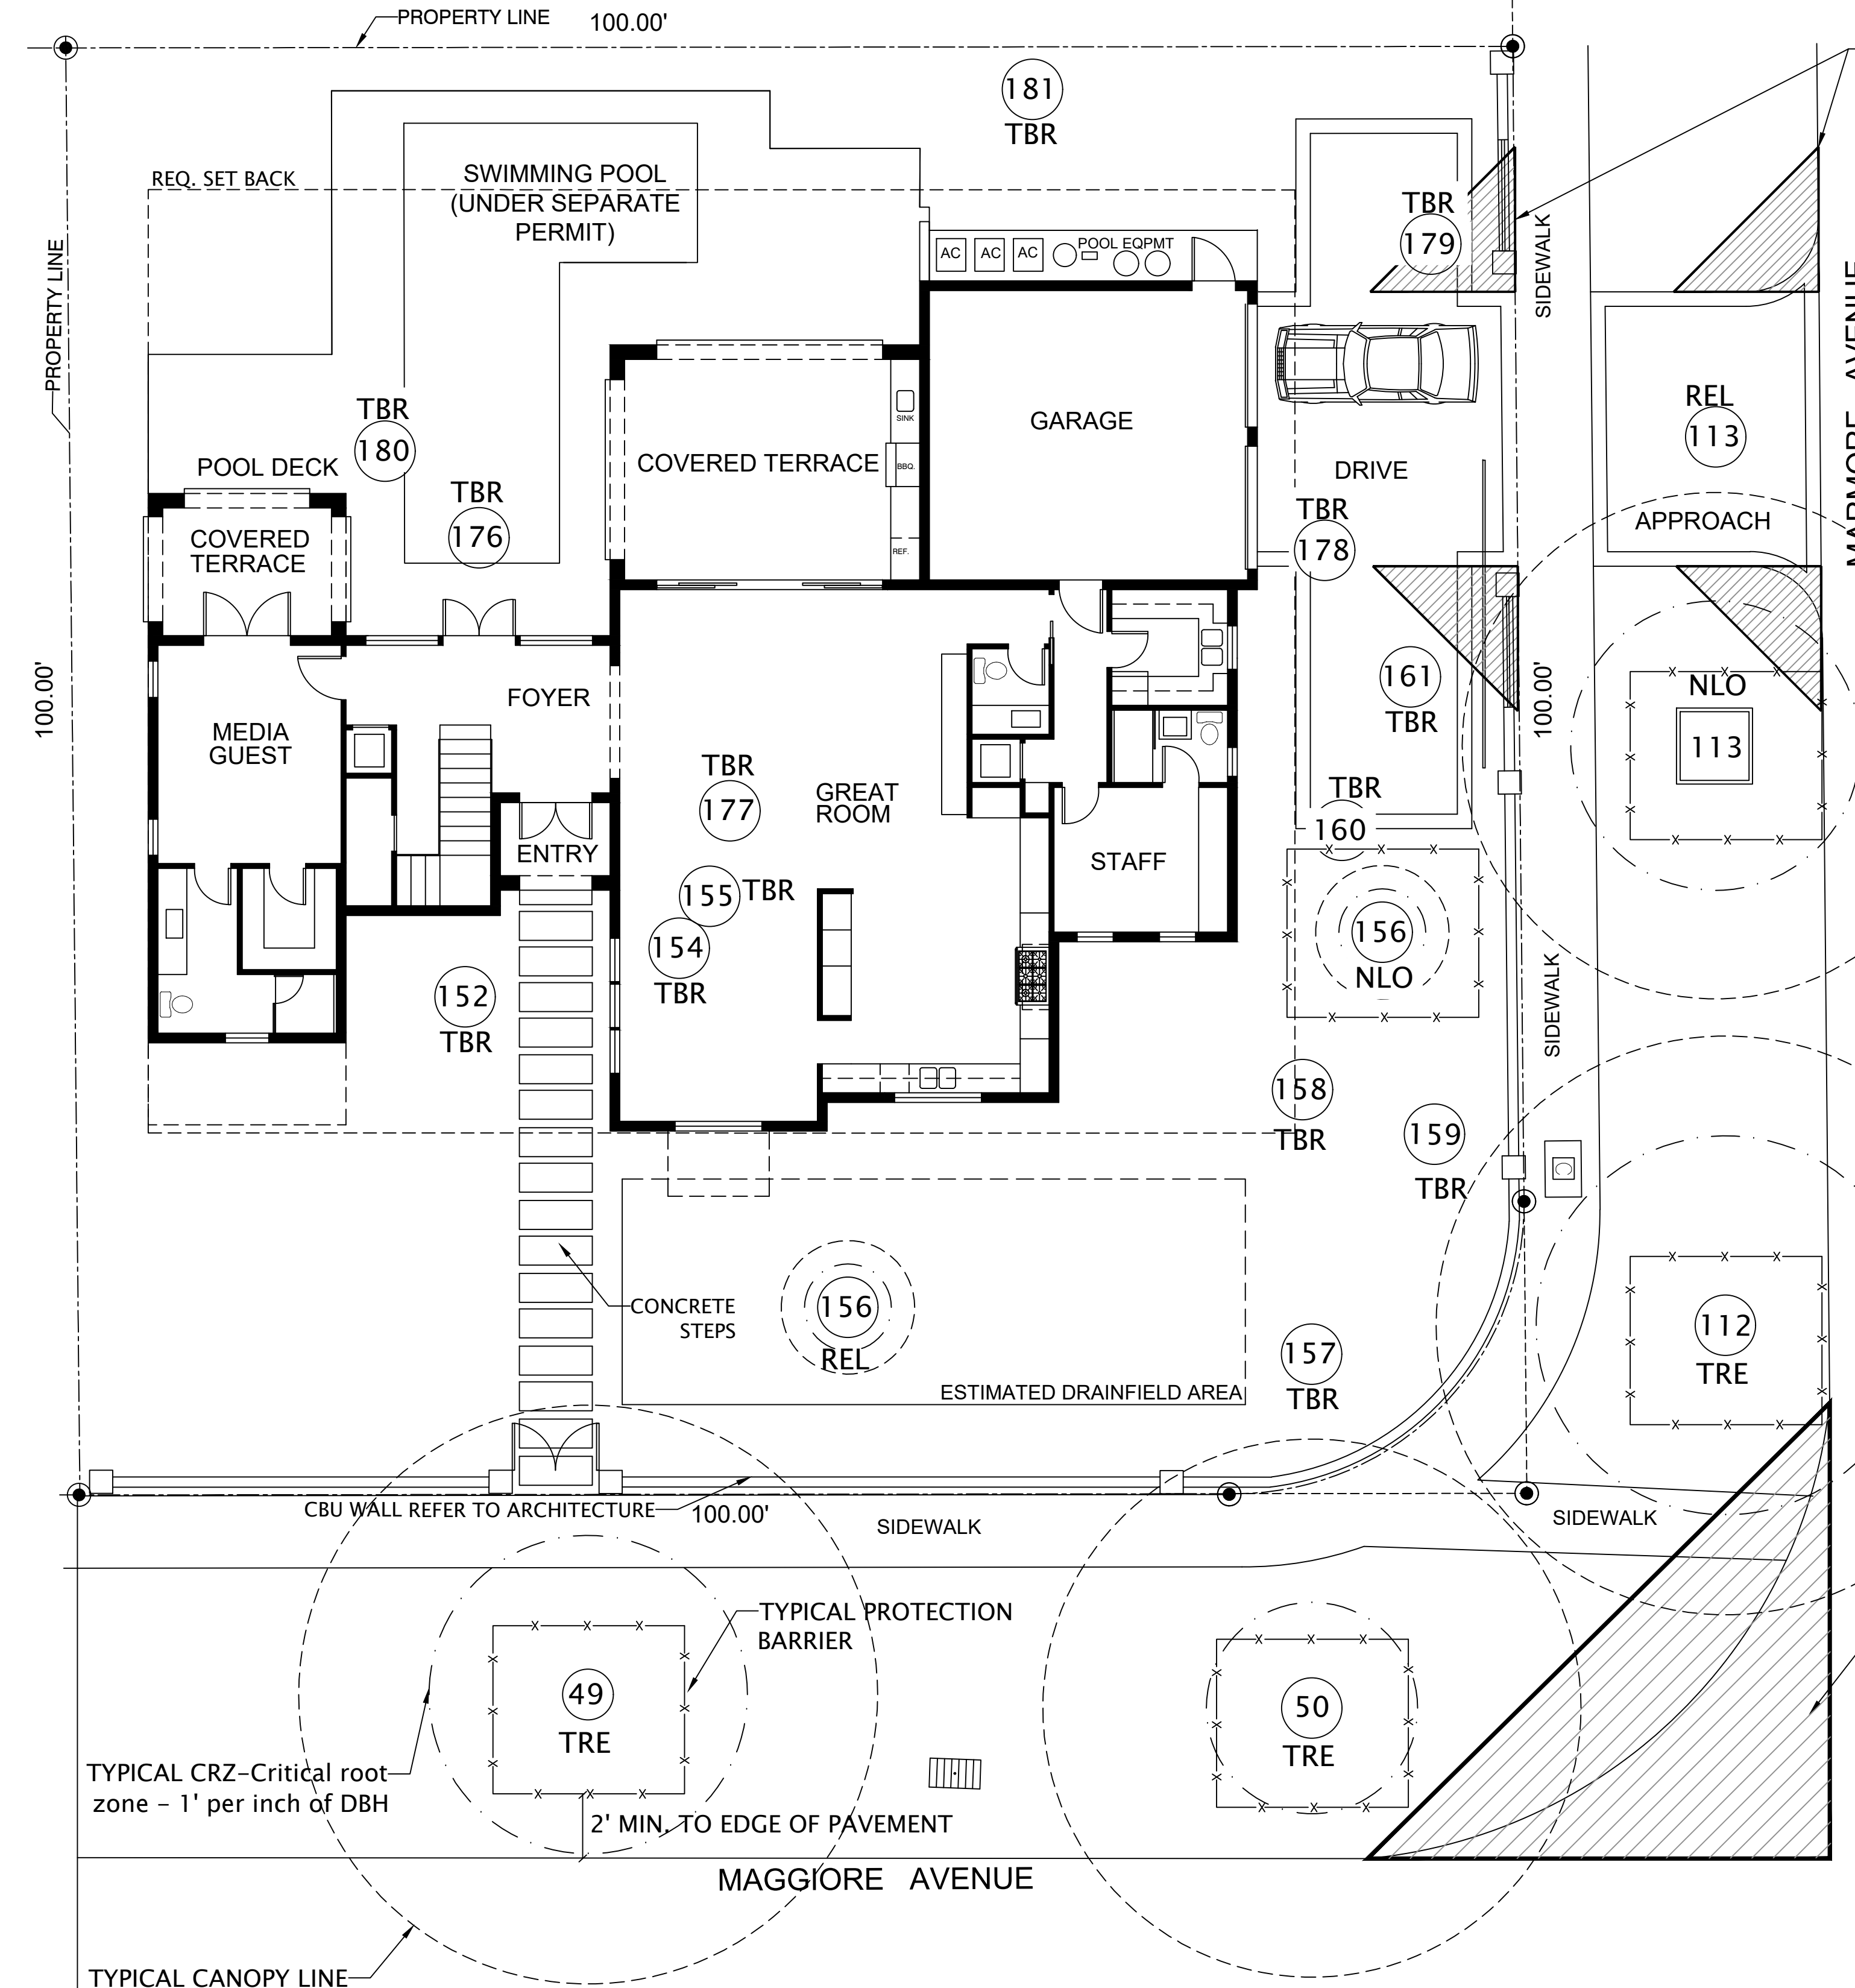 PROPERTY LINE
100.00'
181
TBR
REQ. SET BACK
SWIMMING POOL
(UNDER SEPARATE
PERMIT)
TBR
179
SIDEWALK
PROPERTY LINE
AC
AC
AC
POOL EQPMT
MARMORE AVENUE
TBR
180
POOL DECK
TBR
176
COVERED
TERRACE
COVERED TERRACE
SINK
BBQ.
REF.
GARAGE
DRIVE
TBR
178
REL
113
APPROACH
100.00'
MEDIA
GUEST
FOYER
161
TBR
100.00'
NLO
113
TBR
177
GREAT
ROOM
TBR
160
ENTRY
STAFF
155
TBR
154
TBR
156
NLO
152
TBR
SIDEWALK
158
TBR
159
TBR
CONCRETE
STEPS
156
REL
ESTIMATED DRAINFIELD AREA
157
TBR
112
TRE
CBU WALL REFER TO ARCHITECTURE
100.00'
SIDEWALK
SIDEWALK
TYPICAL PROTECTION
BARRIER
49
TRE
50
TRE
TYPICAL CRZ-Critical root
zone - 1' per inch of DBH
2' MIN. TO EDGE OF PAVEMENT
MAGGIORE AVENUE
TYPICAL CANOPY LINE